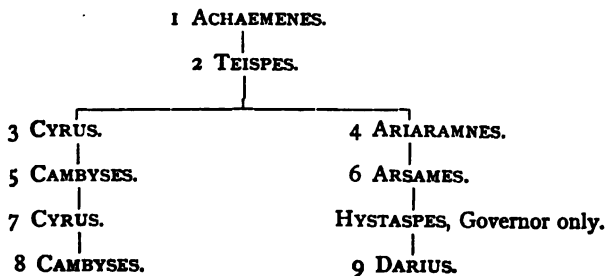 1 ACHAEMENES.
2 TEISPES.
3 CYRUS. 4 ARIARAMNES.
5 CAMBYSES. 6 ARSAMES.
7 CYRUS. HYSTASPES, Governor only.
8 CAMBYSES. 9 DARIUS.